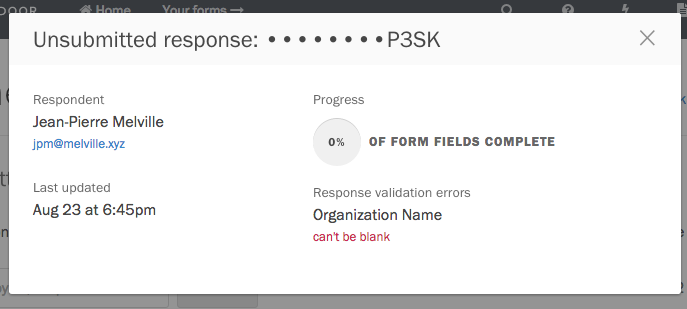 DOOR Home Your forms →
Unsubmitted response: ••••••••P3SK
Respondent
Jean-Pierre Melville
jpm@melville.xyz
Last updated
Aug 23 at 6:45pm
Progress
0% OF FORM FIELDS COMPLETE
Response validation errors
Organization Name
can't be blank